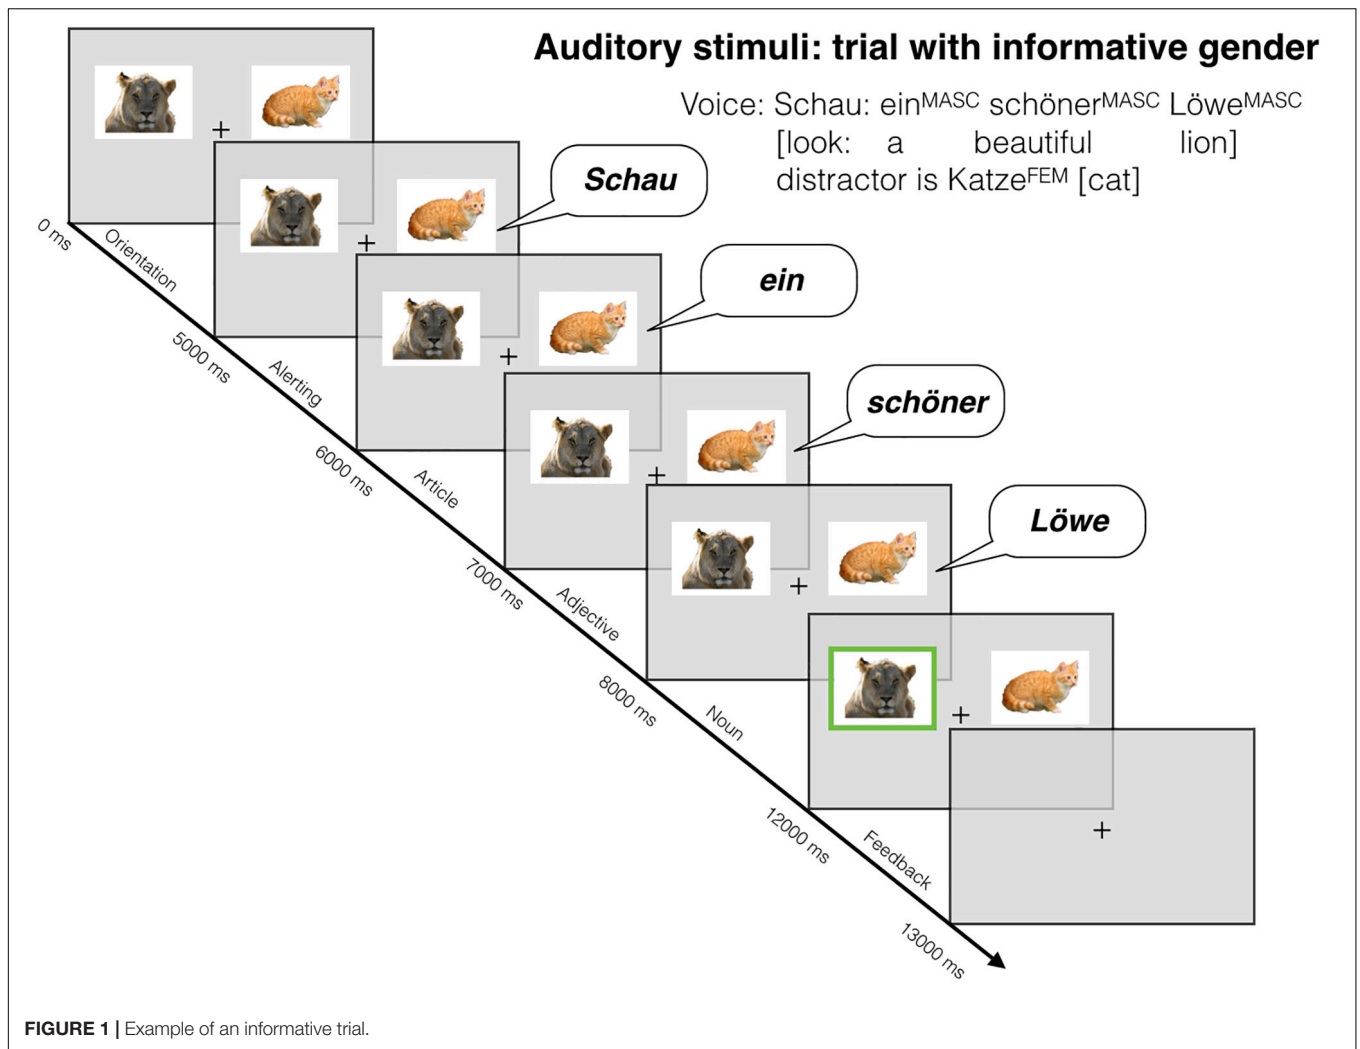 Auditory stimuli: trial with informative gender
Voice: Schau: einMASC schönerMASC LöweMASC
[look: a beautiful lion]
distractor is KatzeFEM [cat]
+
+
Schau
+
ein
+
schöner
+
Löwe
+
+
0 ms
Orientation
5000 ms
Alerting
6000 ms
Article
7000 ms
Adjective
8000 ms
Noun
12000 ms
Feedback
13000 ms
FIGURE 1 | Example of an informative trial.